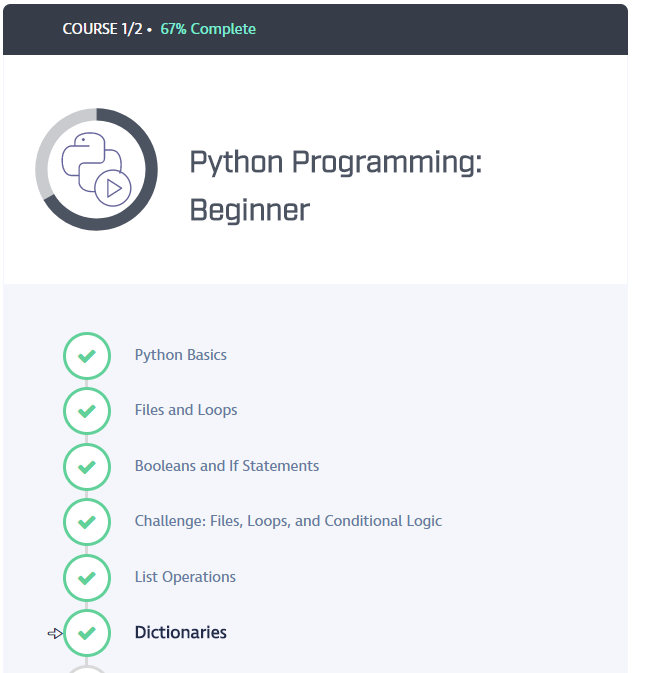 COURSE 1/2 • 67% Complete
Python Programming:
Beginner
Python Basics
Files and Loops
Booleans and If Statements
Challenge: Files, Loops, and Conditional Logic
List Operations
Dictionaries